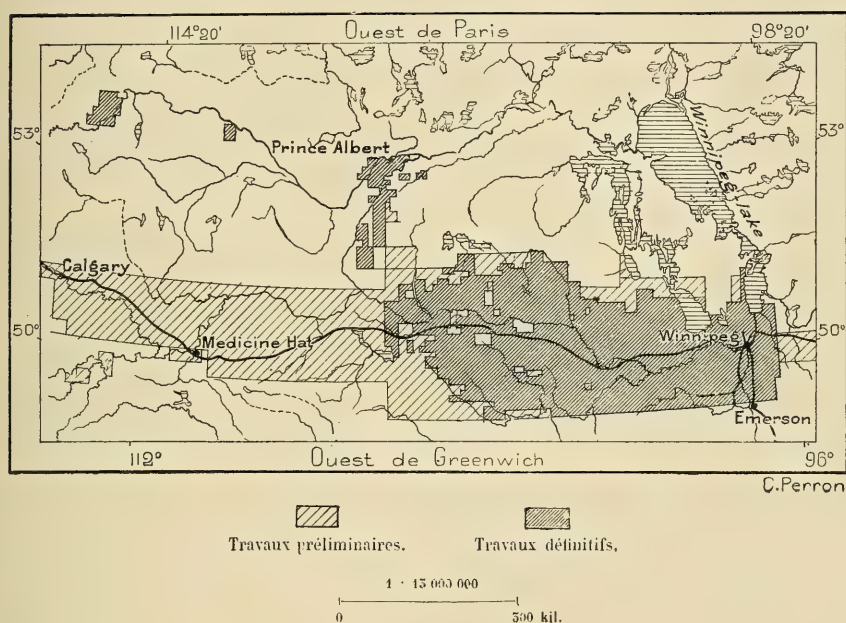 114°20' Ouest de Paris 98°20'
53° 53°
Prince Albert
Winnipeg lake
Calgary
50° Medicine Hat Winnipeg 50°
Emerson
112° Ouest de Greenwich 96°
C. Perron
Travaux préliminaires. Travaux définitifs.
1 : 15 000 000
0 300 kil.